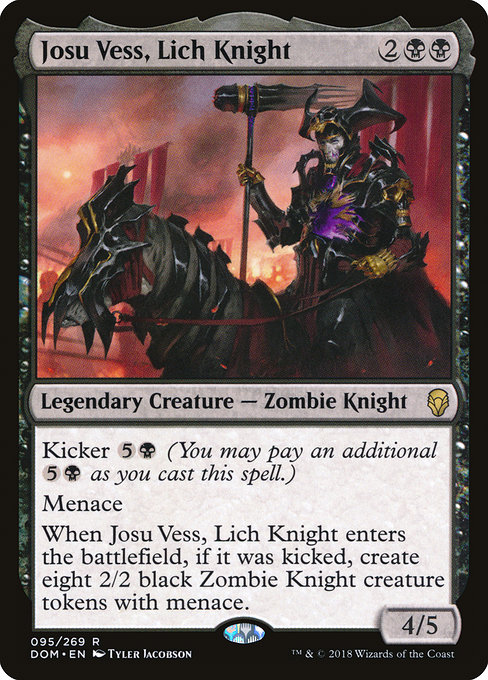 Josu Vess, Lich Knight 2
Legendary Creature — Zombie Knight
Kicker 5 (You may pay an additional
5 as you cast this spell.)
Menace
When Josu Vess, Lich Knight enters
the battlefield, if it was kicked, create
eight 2/2 black Zombie Knight creature
tokens with menace.
4/5
095/269 R
DOM • EN Tyler Jacobson
™ & © 2018 Wizards of the Coast